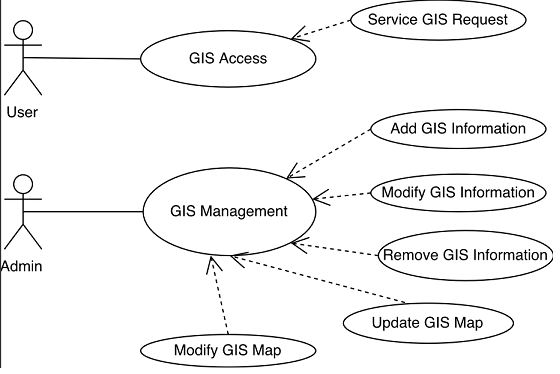 Service GIS Request
GIS Access
User
Add GIS Information
Modify GIS Information
GIS Management
Remove GIS Information
Admin
Update GIS Map
Modify GIS Map